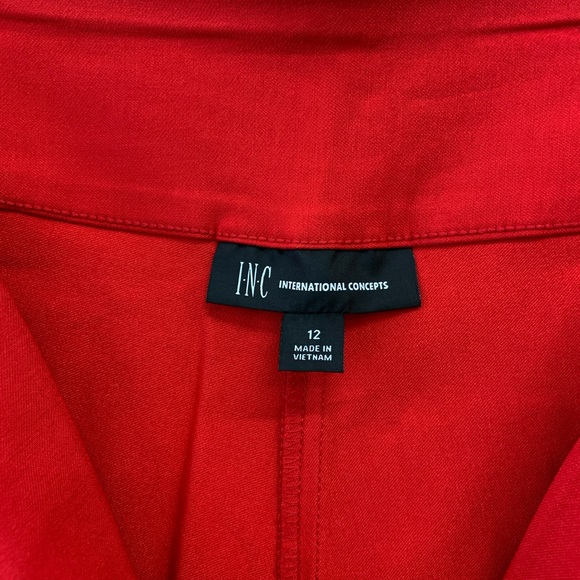 I·N·C INTERNATIONAL CONCEPTS
12
MADE IN
VIETNAM